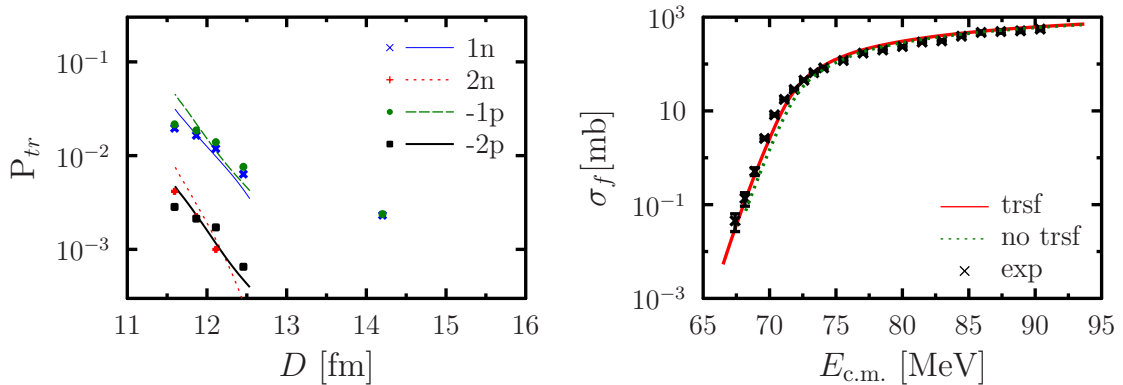 P_tr
10^−1
10^−2
10^−3
11 12 13 14 15 16
D [fm]
1n
2n
-1p
-2p
σ_f [mb]
10^3
10
10^−1
10^−3
65 70 75 80 85 90 95
E_c.m. [MeV]
trsf
no trsf
exp